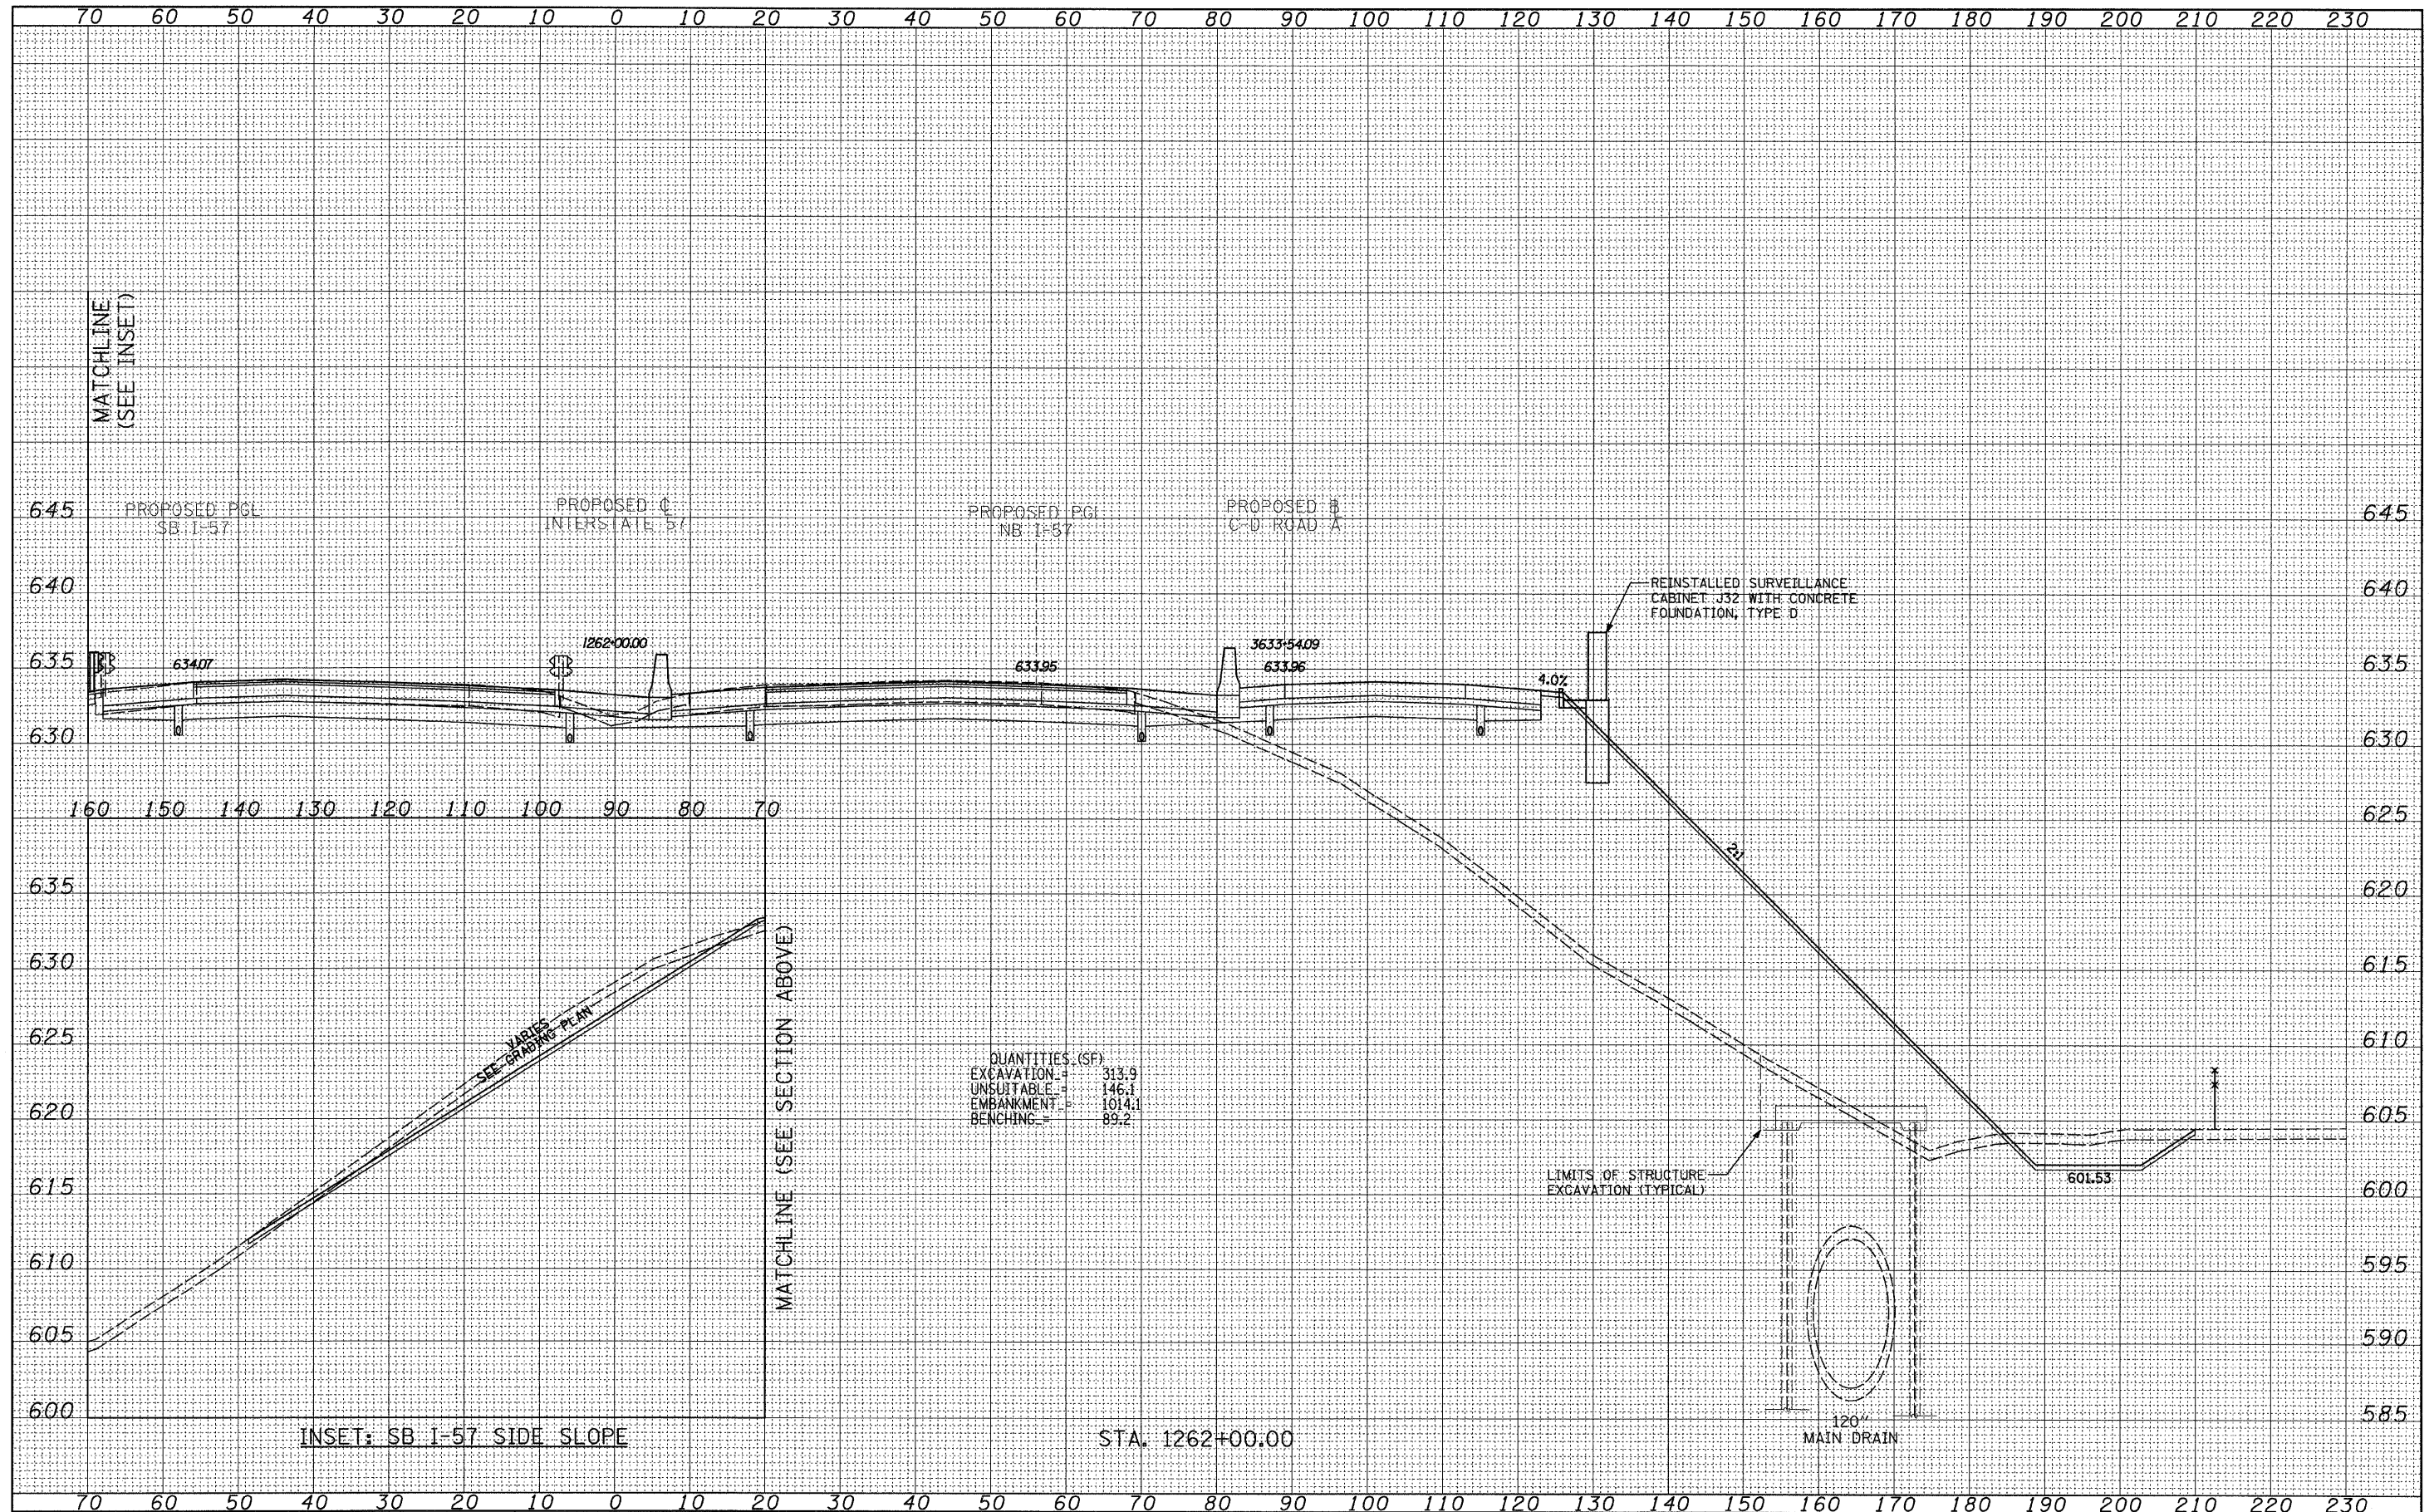 70 60 50 40 30 20 10 0 10 20 30 40 50 60 70 80 90 100 110 120 130 140 150 160 170 180 190 200 210 220 230
MATCHLINE
(SEE INSET)
PROPOSED PGL
SB I-57
PROPOSED ℄
INTERSTATE 57
PROPOSED PGL
NB I-57
PROPOSED B
C-D ROAD A
645 645
640 640
REINSTALLED SURVEILLANCE
CABINET J32 WITH CONCRETE
FOUNDATION, TYPE D
1262+00.00
3633+54.09
635 635
634.07
633.95
633.96
4.0%
630 630
160 150 140 130 120 110 100 90 80 70
625
2:1
635 620
630 615
MATCHLINE (SEE SECTION ABOVE)
VARIES
SEE GRADING PLAN
625 610
QUANTITIES (SF)
EXCAVATION = 313.9
UNSUITABLE = 146.1
EMBANKMENT = 1014.1
BENCHING = 89.2
620 605
LIMITS OF STRUCTURE
EXCAVATION (TYPICAL)
601.53
615 600
610 595
605 590
600 585
120"
MAIN DRAIN
INSET: SB I-57 SIDE SLOPE
STA. 1262+00.00
70 60 50 40 30 20 10 0 10 20 30 40 50 60 70 80 90 100 110 120 130 140 150 160 170 180 190 200 210 220 230